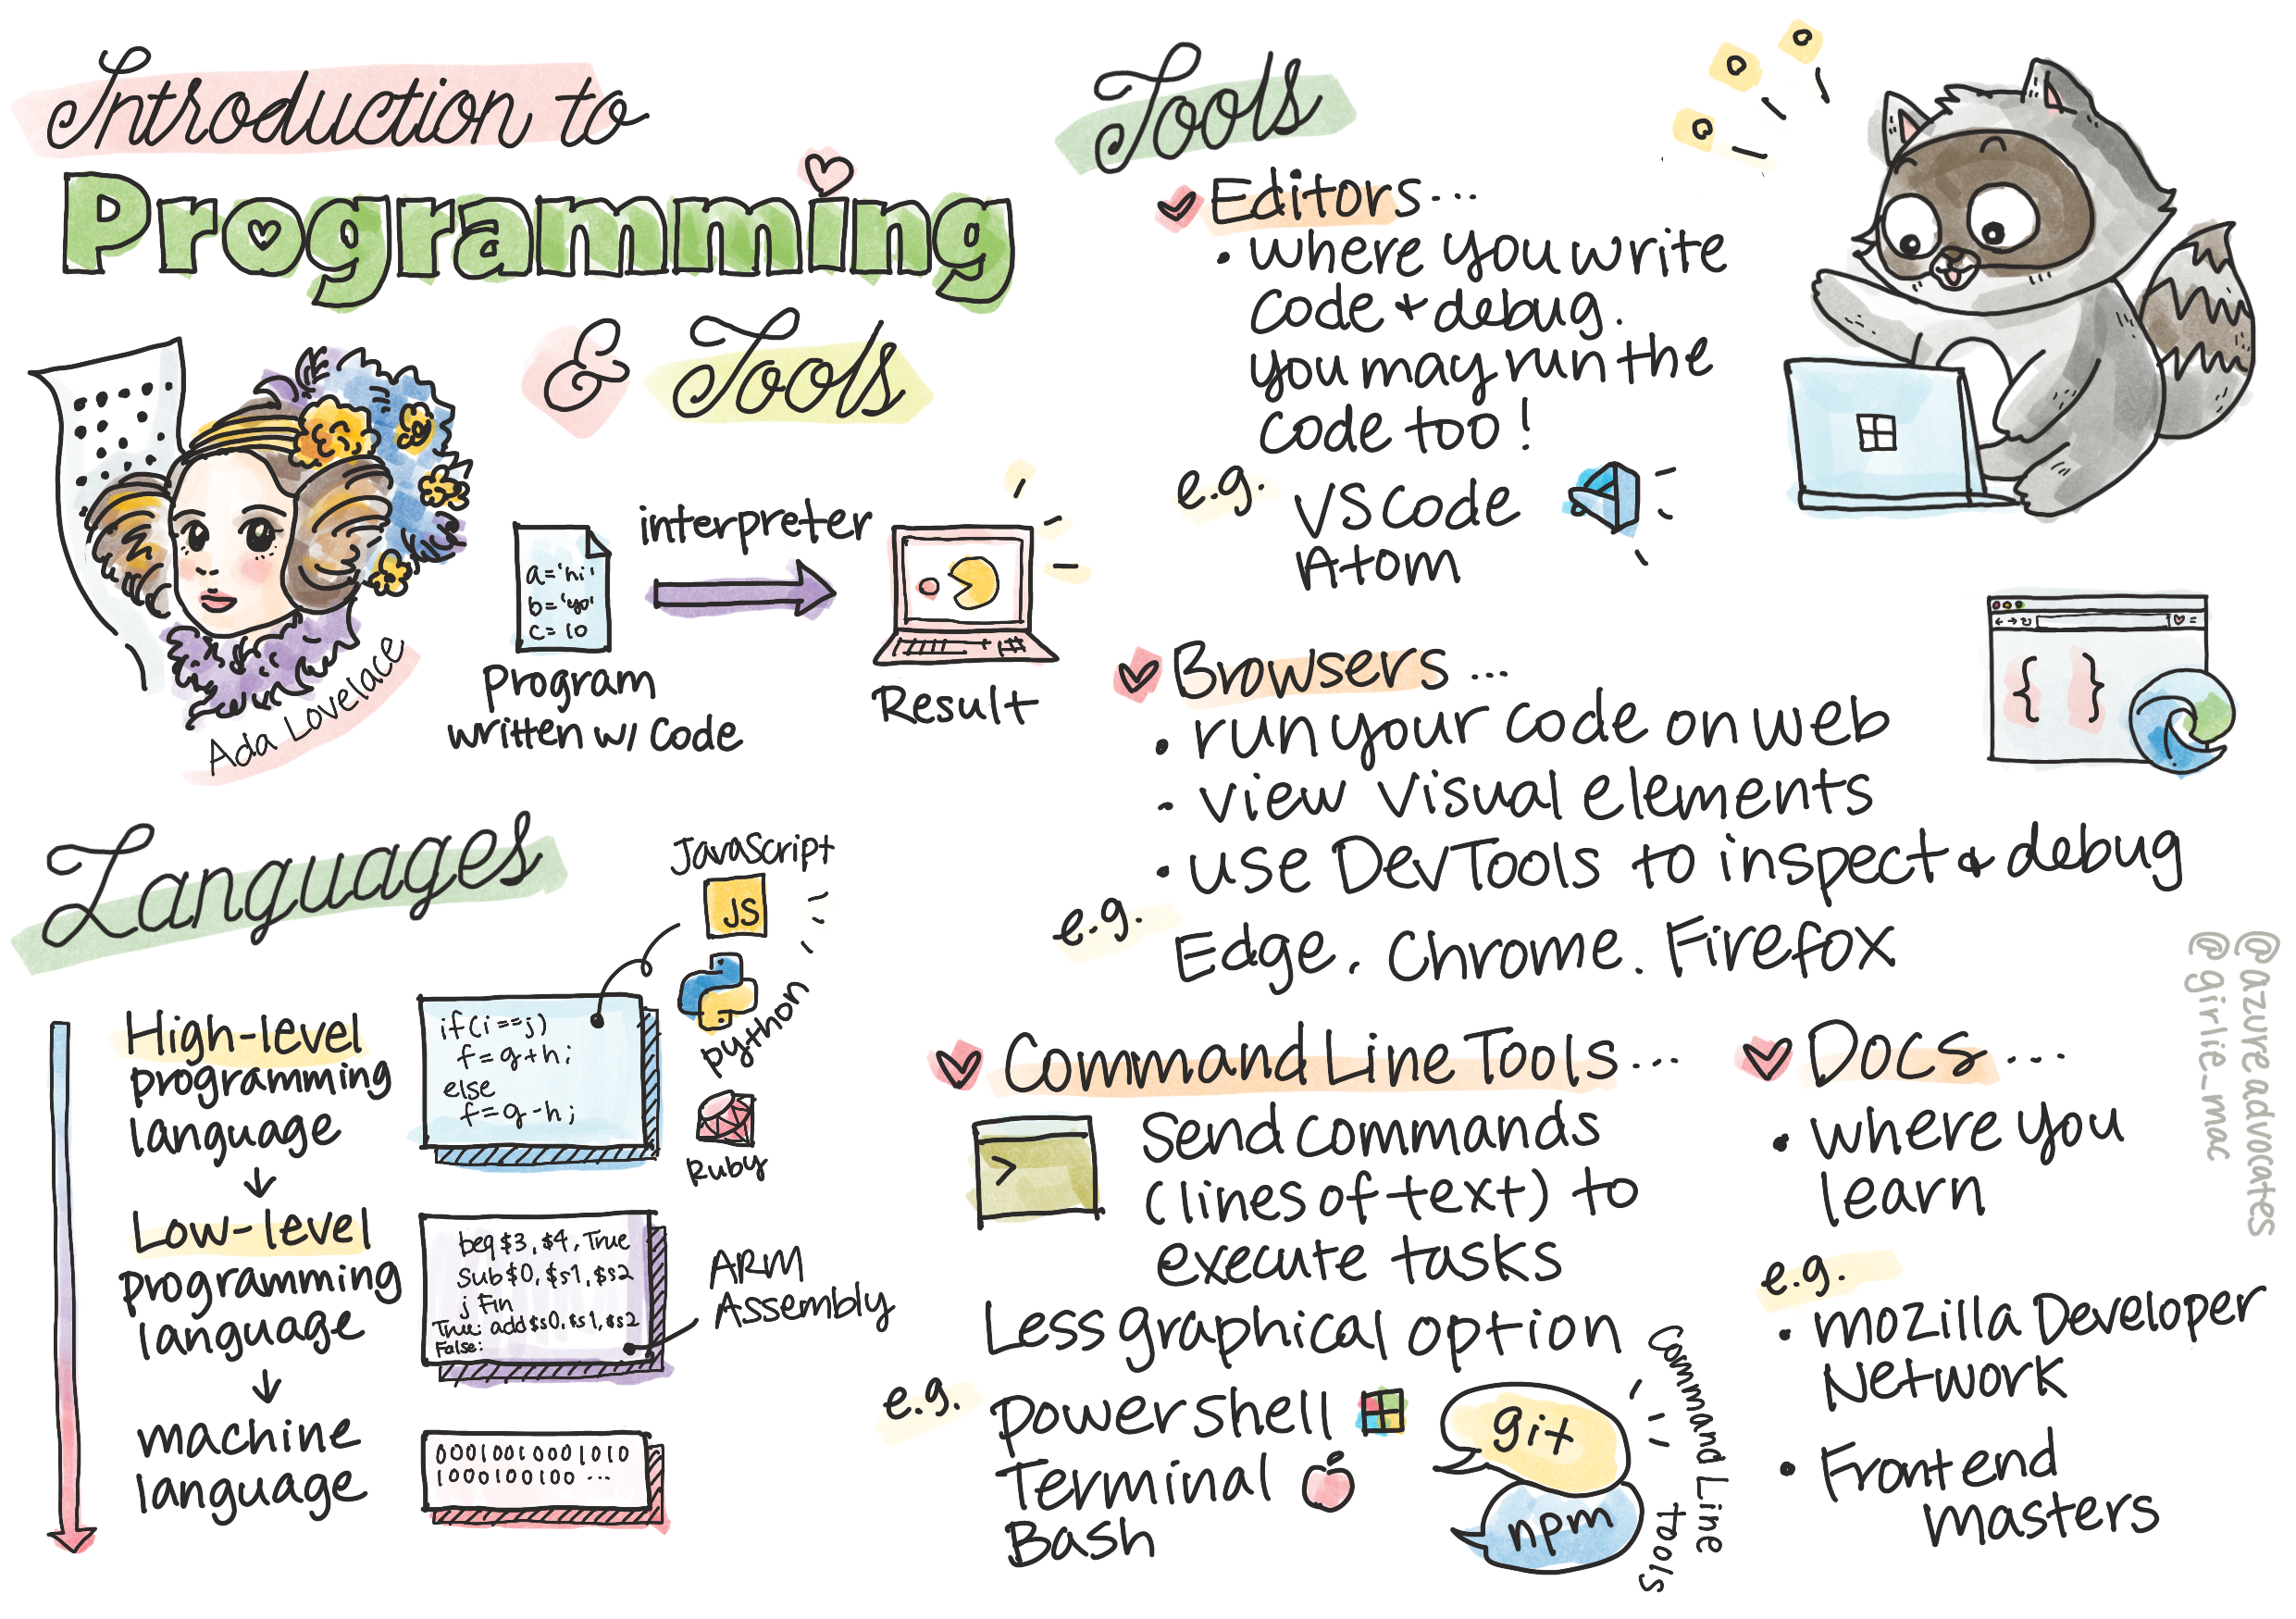 Introduction to
Programming
& Tools
Ada Lovelace
a='hi'
b='yo'
c=10
Program
written w/ code
interpreter
Result
Languages
High-level
programming
language
if(i==j)
f=g+h;
else
f=g-h;
JavaScript
JS
python
Ruby
Low-level
programming
language
beq $3, $4, True
Sub $0, $s1, $s2
j Fin
True: add $s0, $s1, $s2
False:
ARM
Assembly
machine
language
00010010001010
1000100100 ...
Tools
Editors...
• where you write
code + debug.
you may run the
code too!
e.g.
VS Code
Atom
Browsers...
• run your code on web
• view visual elements
• use DevTools to inspect & debug
e.g.
Edge. Chrome. Firefox
{ }
Command Line Tools...
>
Send commands
(lines of text) to
execute tasks
Less graphical option
e.g.
powershell
Terminal
Bash
git
npm
Command Line
tools
Docs...
• where you
learn
e.g.
• mozilla Developer
Network
• Frontend
masters
@azureadvocates
@girlie_mac